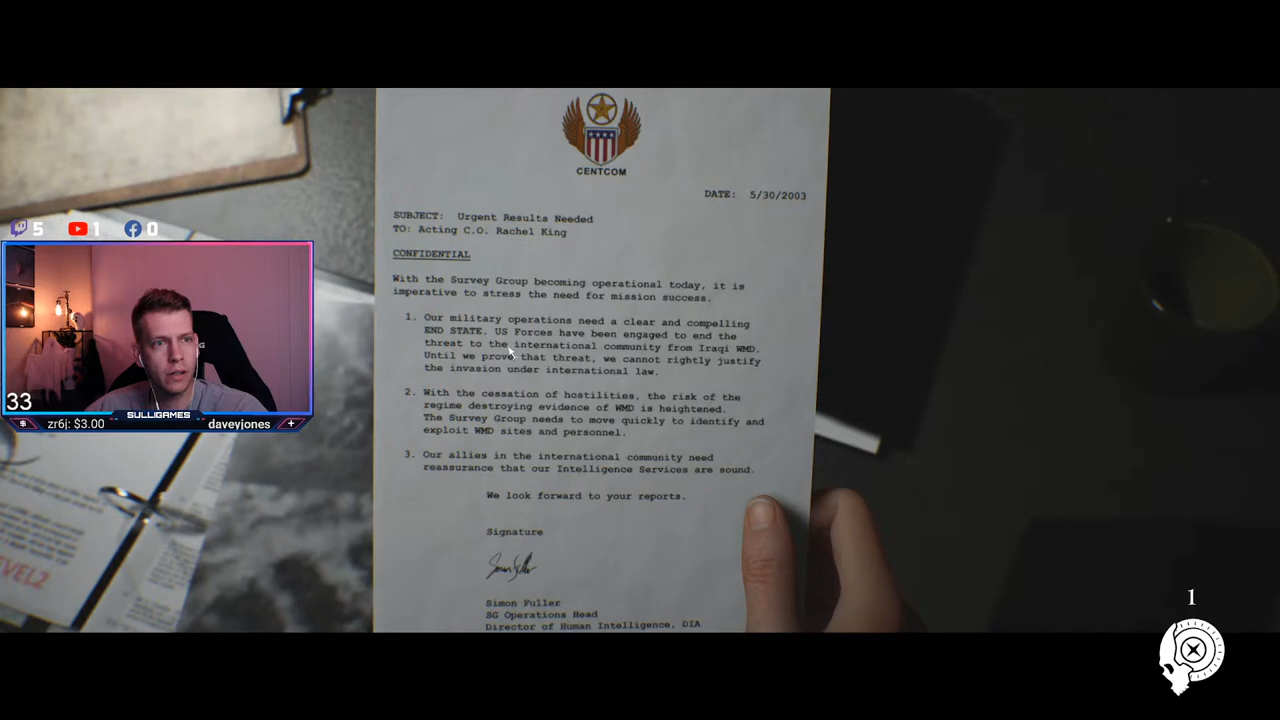 CENTCOM
DATE: 5/30/2003
SUBJECT: Urgent Results Needed
TO: Acting C.O. Rachel King
CONFIDENTIAL
With the Survey Group becoming operational today, it is
imperative to stress the need for mission success.
1. Our military operations need a clear and compelling
END STATE. US Forces have been engaged to end the
threat to the international community from Iraqi WMD.
Until we prove that threat, we cannot rightly justify
the invasion under international law.
2. With the cessation of hostilities, the risk of the
regime destroying evidence of WMD is heightened.
The Survey Group needs to move quickly to identify and
exploit WMD sites and personnel.
3. Our allies in the international community need
reassurance that our Intelligence Services are sound.
We look forward to your reports.
Signature
Simon Fuller
SG Operations Head
Director of Human Intelligence, DIA
5 1 0
33
SULLIGAMES
zr6j: $3.00 daveyjones +
1